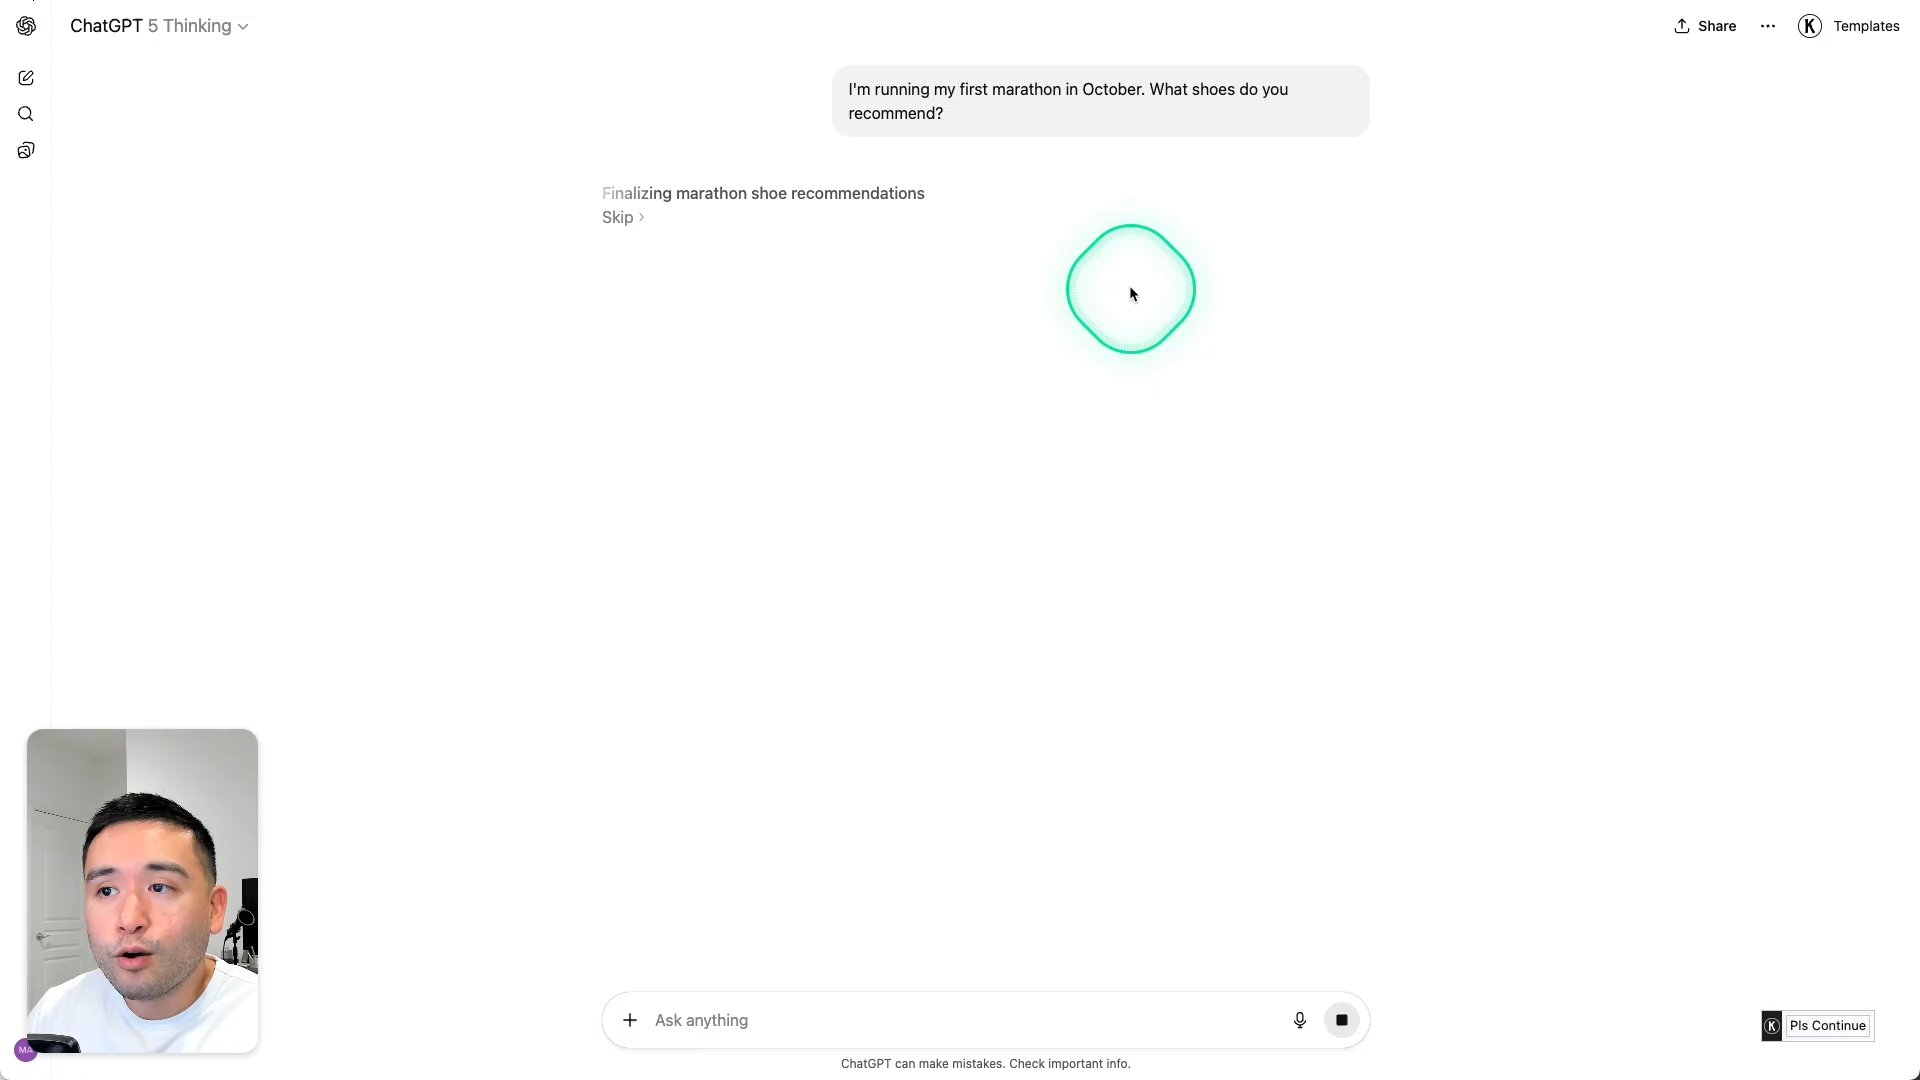 ChatGPT 5 Thinking
Share
Templates
I'm running my first marathon in October. What shoes do you
recommend?
Finalizing marathon shoe recommendations
Skip
MA
Ask anything
K Pls Continue
ChatGPT can make mistakes. Check important info.